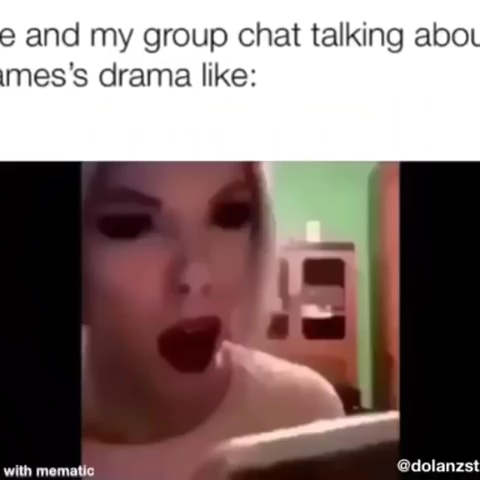 e and my group chat talking abou
ames's drama like:
with mematic
@dolanzst